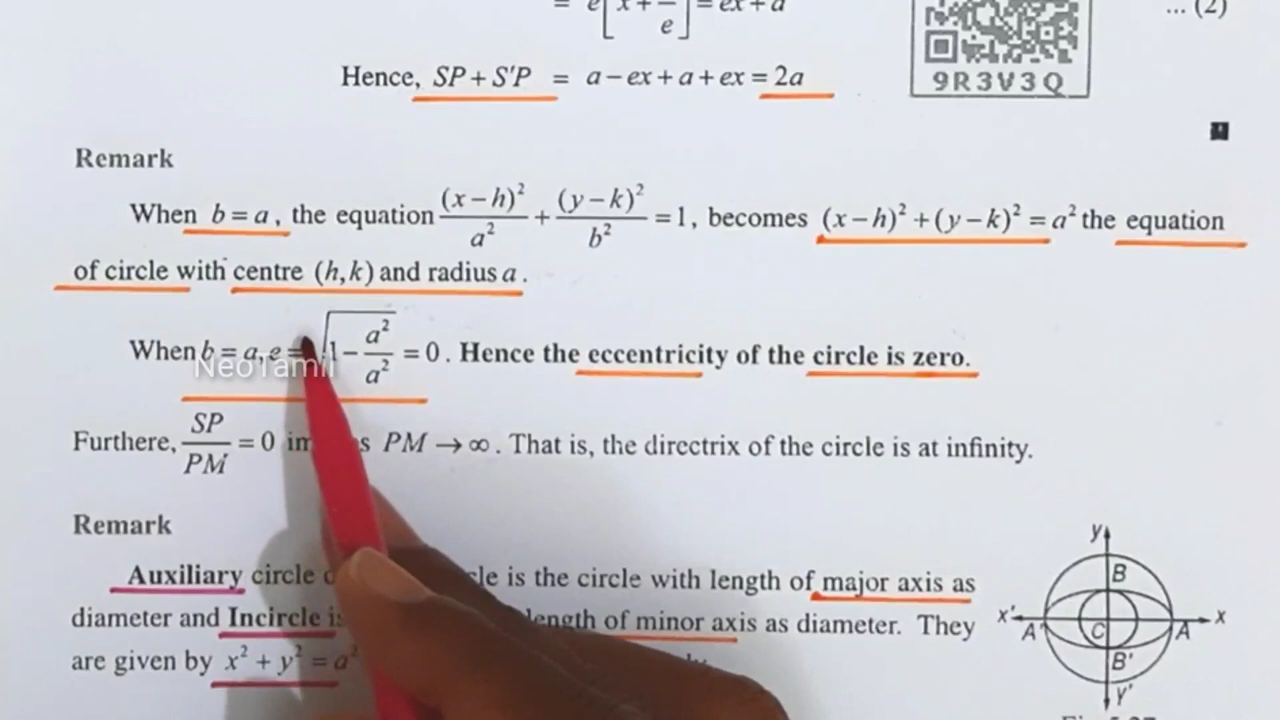 = e[x + — e] = ex + a ... (2)
Hence, SP + S'P = a − ex + a + ex = 2a
9R3V3Q
Remark
When b = a, the equation (x − h)²/a² + (y − k)²/b² = 1, becomes (x − h)² + (y − k)² = a² the equation
of circle with centre (h, k) and radius a.
When b = a, e = √(1 − a²/a²) = 0. Hence the eccentricity of the circle is zero.
NeoTamil
Furthere, SP/PM = 0 PM → ∞. That is, the directrix of the circle is at infinity.
Remark
Auxiliary circle is the circle with length of major axis as
diameter and Incircle is length of minor axis as diameter. They
are given by x² + y² = a²
y
B
x' A' C A x
B'
y'